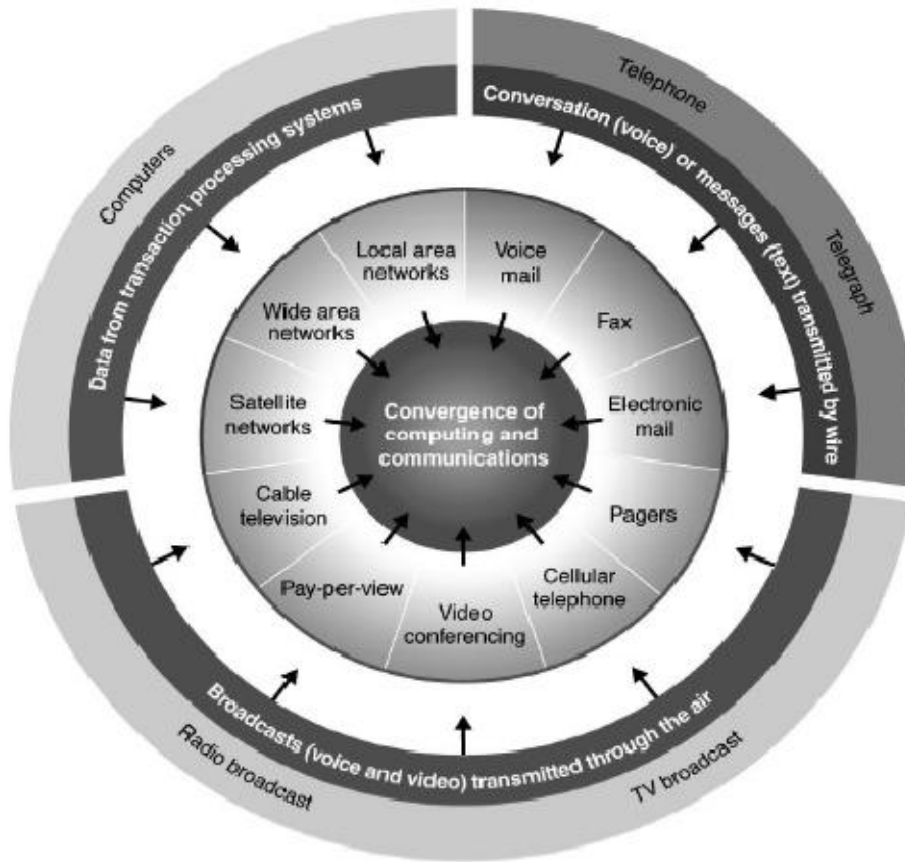 Computers
Telephone
Telegraph
Data from transaction processing systems
Conversation (voice) or messages (text) transmitted by wire
Local area
networks
Voice
mail
Wide area
networks
Fax
Satellite
networks
Electronic
mail
Convergence of
computing and
communications
Cable
television
Pagers
Pay-per-view
Video
conferencing
Cellular
telephone
Broadcasts (voice and video) transmitted through the air
Radio broadcast
TV broadcast